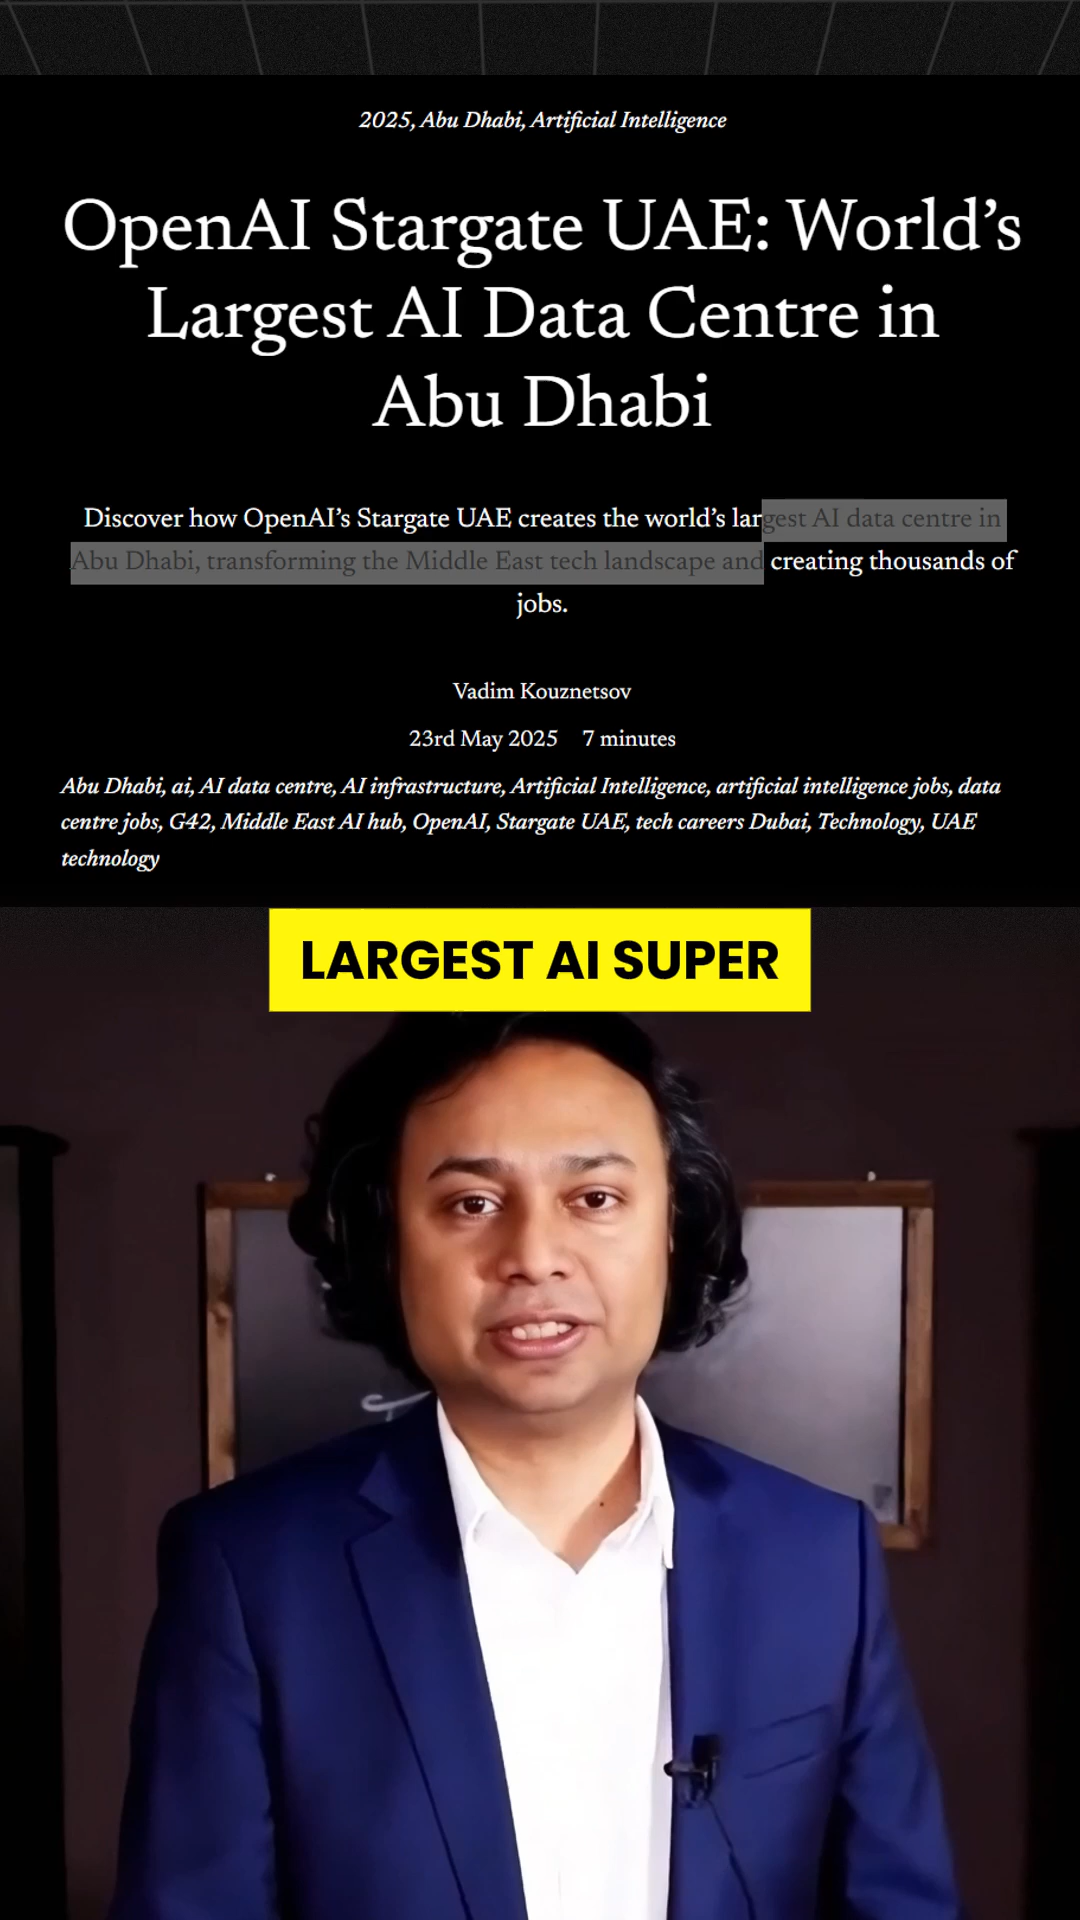 2025, Abu Dhabi, Artificial Intelligence
OpenAI Stargate UAE: World’s
Largest AI Data Centre in
Abu Dhabi
Discover how OpenAI’s Stargate UAE creates the world’s largest AI data centre in
Abu Dhabi, transforming the Middle East tech landscape and creating thousands of
jobs.
Vadim Kouznetsov
23rd May 2025 7 minutes
Abu Dhabi, ai, AI data centre, AI infrastructure, Artificial Intelligence, artificial intelligence jobs, data
centre jobs, G42, Middle East AI hub, OpenAI, Stargate UAE, tech careers Dubai, Technology, UAE
technology
LARGEST AI SUPER